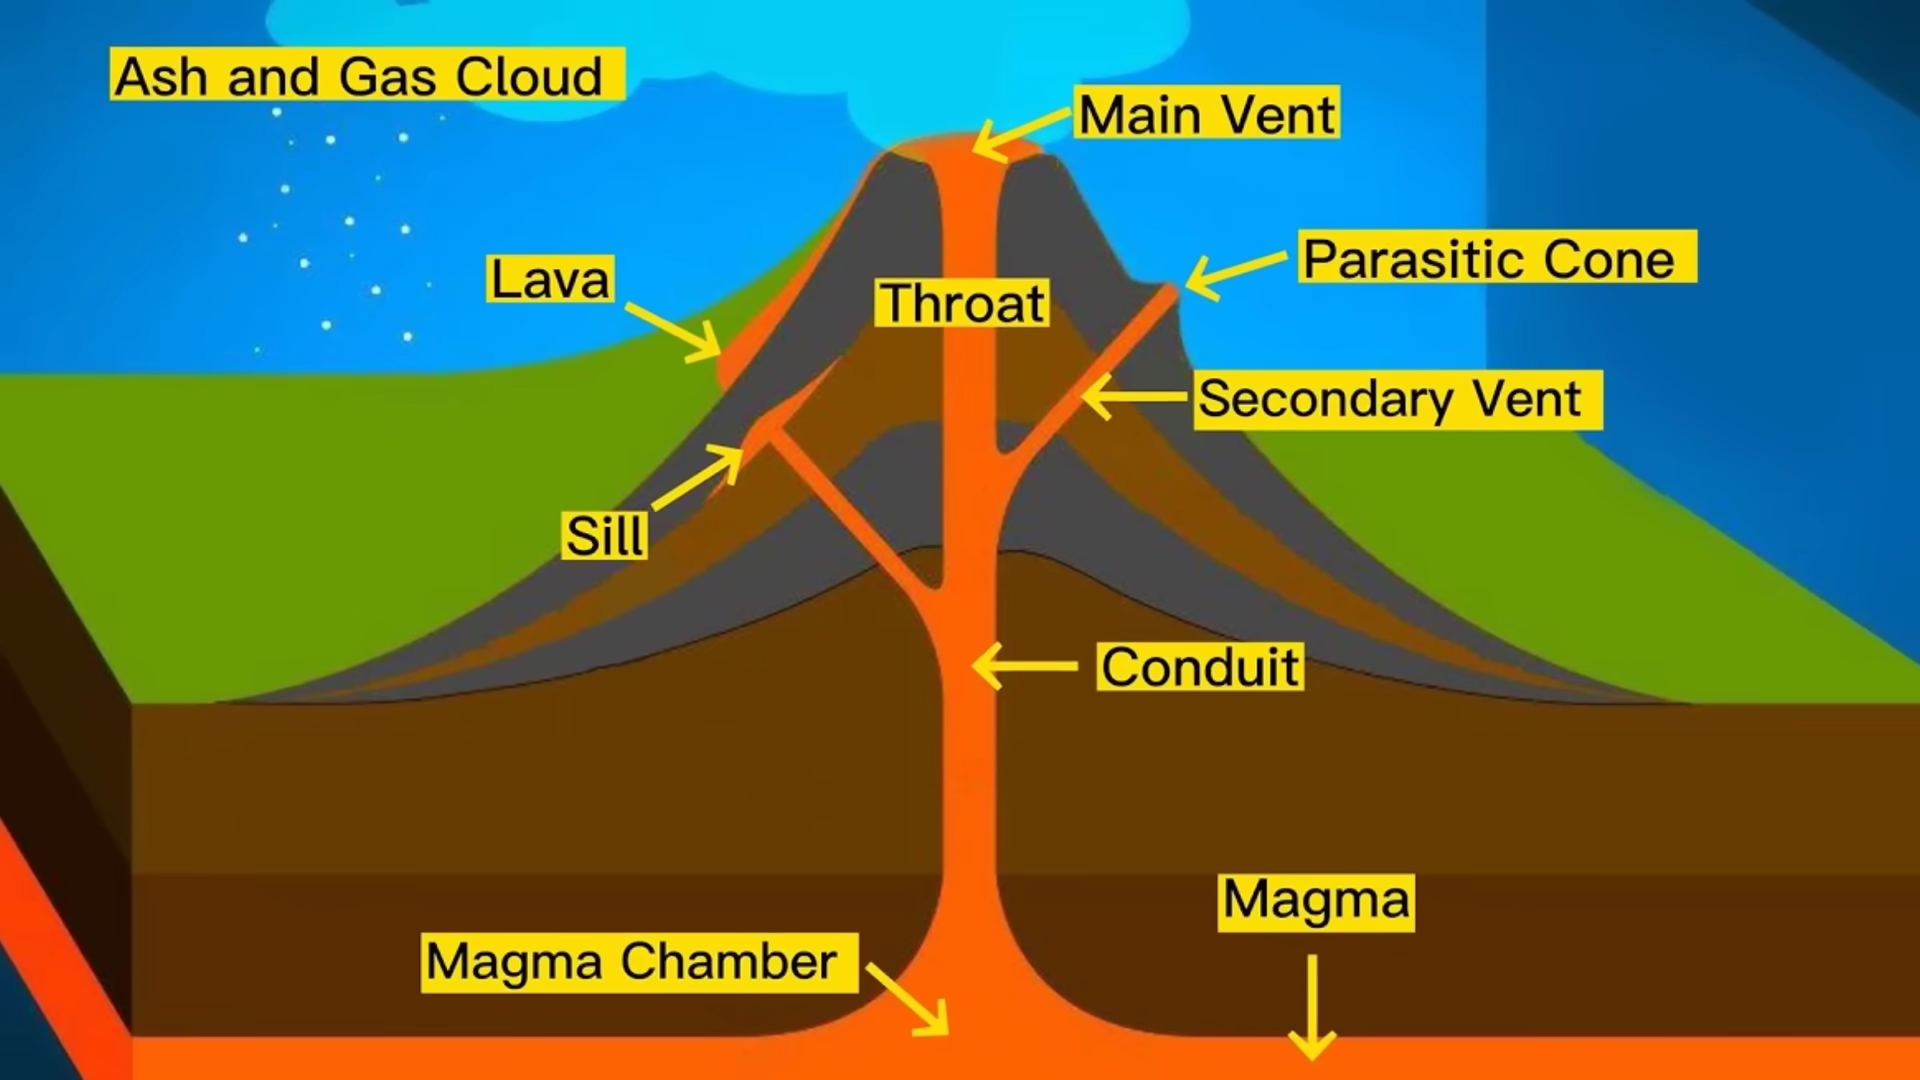 Ash and Gas Cloud
Main Vent
Parasitic Cone
Lava
Throat
Secondary Vent
Sill
Conduit
Magma
Magma Chamber